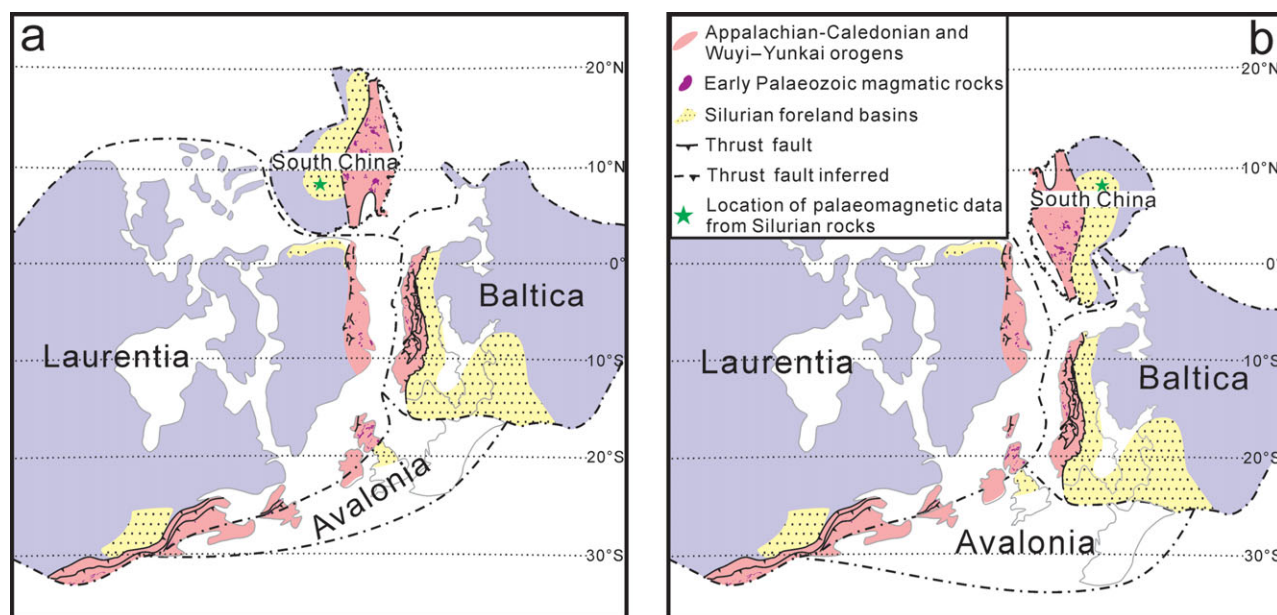 a
20°N
South China
10°N
0°
Baltica
Laurentia
10°S
20°S
Avalonia
30°S
b
Appalachian-Caledonian and
Wuyi–Yunkai orogens
Early Palaeozoic magmatic rocks
Silurian foreland basins
Thrust fault
Thrust fault inferred
Location of palaeomagnetic data
from Silurian rocks
20°N
10°N
South China
0°
Laurentia
10°S
Baltica
20°S
Avalonia
30°S